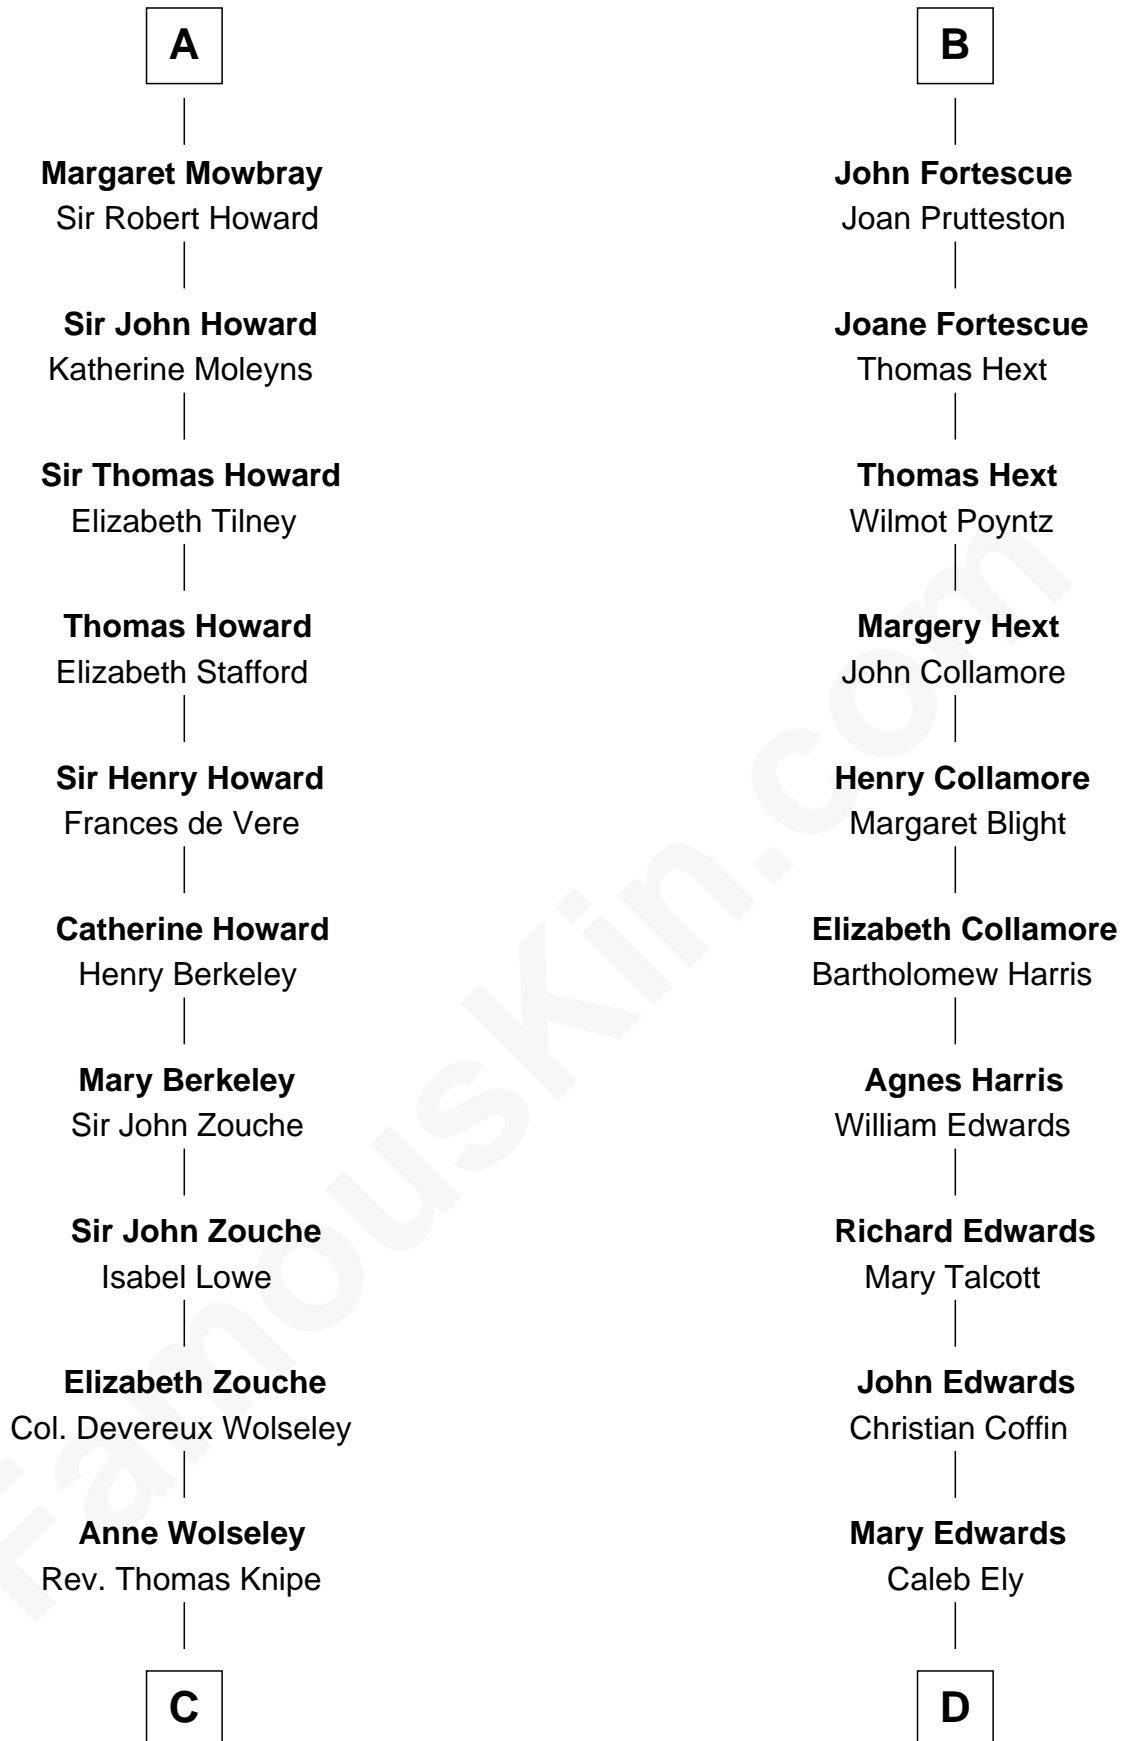 A
Margaret Mowbray
Sir Robert Howard
Sir John Howard
Katherine Moleyns
Sir Thomas Howard
Elizabeth Tilney
Thomas Howard
Elizabeth Stafford
Sir Henry Howard
Frances de Vere
Catherine Howard
Henry Berkeley
Mary Berkeley
Sir John Zouche
Sir John Zouche
Isabel Lowe
Elizabeth Zouche
Col. Devereux Wolseley
Anne Wolseley
Rev. Thomas Knipe
C
B
John Fortescue
Joan Prutteston
Joane Fortescue
Thomas Hext
Thomas Hext
Wilmot Poyntz
Margery Hext
John Collamore
Henry Collamore
Margaret Blight
Elizabeth Collamore
Bartholomew Harris
Agnes Harris
William Edwards
Richard Edwards
Mary Talcott
John Edwards
Christian Coffin
Mary Edwards
Caleb Ely
D
FamousKin.com